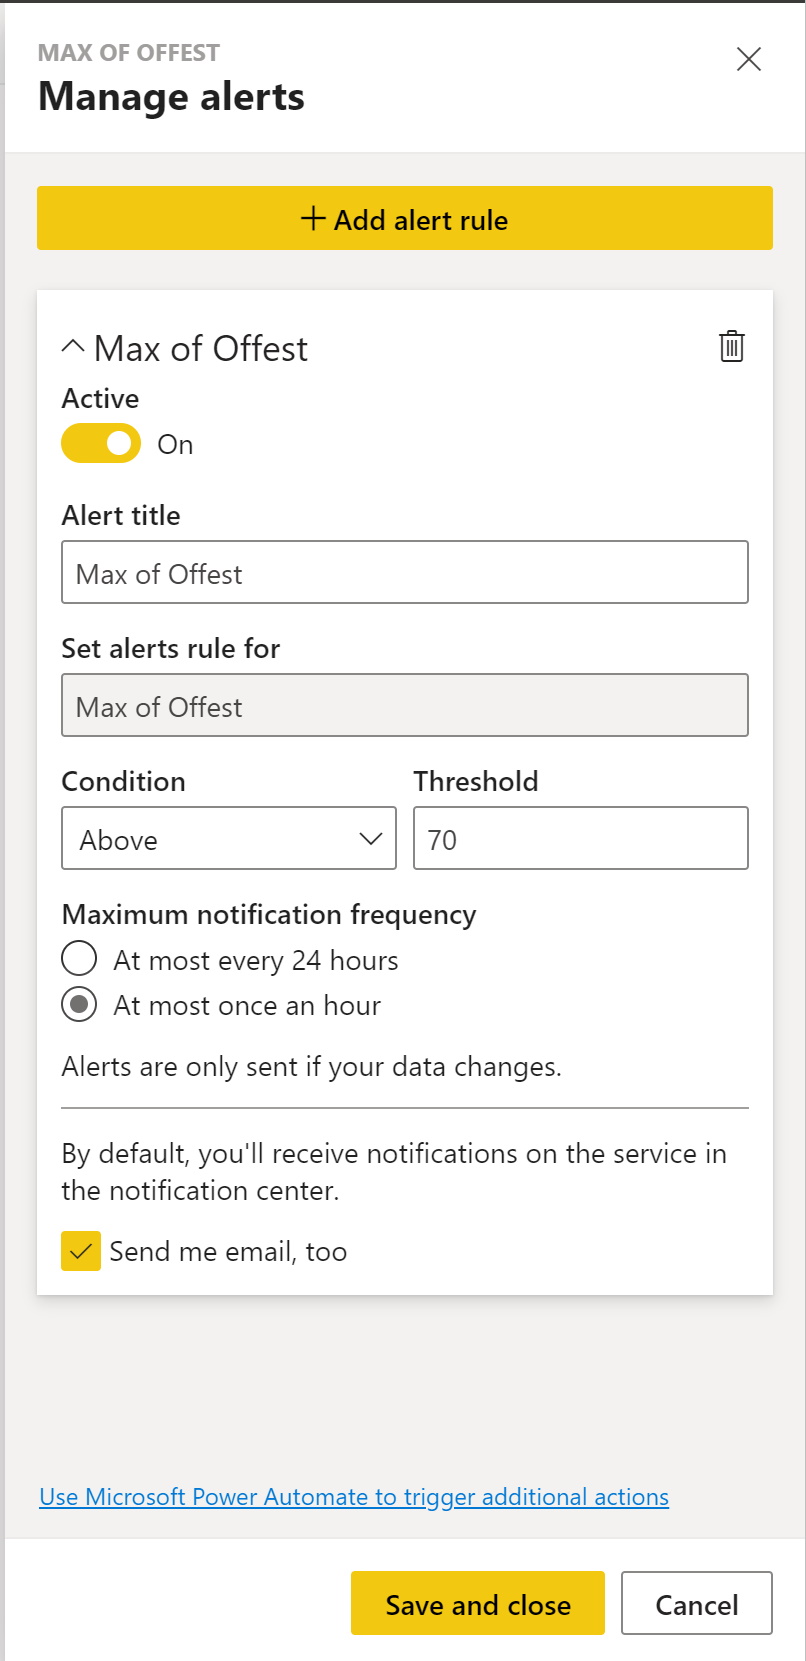 MAX OF OFFEST
Manage alerts
Add alert rule
Max of Offest
Active
On
Alert title
Max of Offest
Set alerts rule for
Max of Offest
Condition Threshold
Above 70
Maximum notification frequency
At most every 24 hours
At most once an hour
Alerts are only sent if your data changes.
By default, you'll receive notifications on the service in
the notification center.
Send me email, too
Use Microsoft Power Automate to trigger additional actions
Save and close Cancel